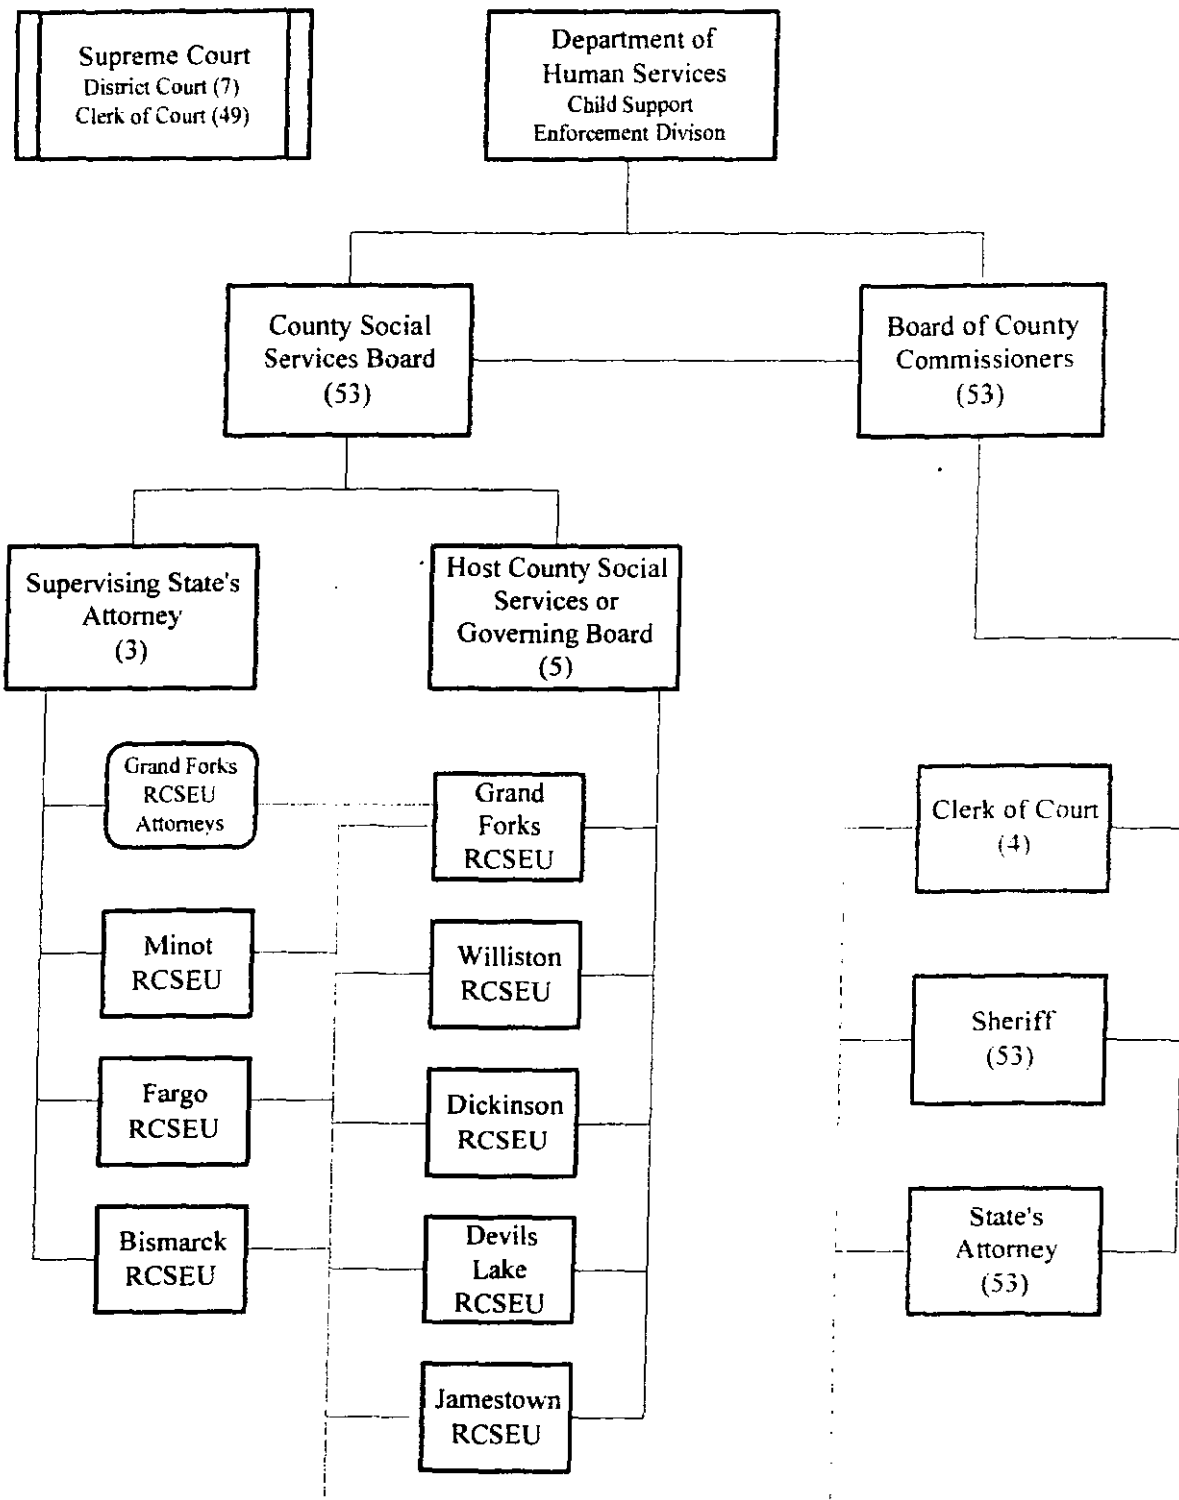 Supreme Court
District Court (7)
Clerk of Court (49)
Department of
Human Services
Child Support
Enforcement Divison
County Social
Services Board
(53)
Board of County
Commissioners
(53)
Supervising State's
Attorney
(3)
Host County Social
Services or
Governing Board
(5)
Grand Forks
RCSEU
Attorneys
Grand
Forks
RCSEU
Clerk of Court
(4)
Minot
RCSEU
Williston
RCSEU
Sheriff
(53)
Fargo
RCSEU
Dickinson
RCSEU
State's
Attorney
(53)
Bismarck
RCSEU
Devils
Lake
RCSEU
Jamestown
RCSEU